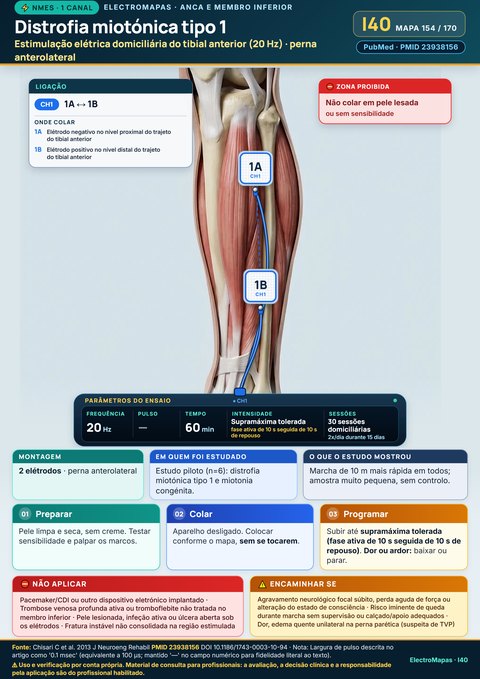 NMES · 1 CANAL
ELECTROMAPAS · ANCA E MEMBRO INFERIOR
Distrofia miotónica tipo 1
Estimulação elétrica domiciliária do tibial anterior (20 Hz) · perna
anterolateral
I40 MAPA 154 / 170
PubMed · PMID 23938156
LIGAÇÃO
CH1 1A ↔ 1B
ONDE COLAR
1A Elétrodo negativo no nível proximal do trajeto
do tibial anterior
1B Elétrodo positivo no nível distal do trajeto
do tibial anterior
ZONA PROIBIDA
Não colar em pele lesada
ou sem sensibilidade
1A
CH1
1B
CH1
PARÂMETROS DO ENSAIO
CH1
FREQUÊNCIA
20 Hz
PULSO
—
TEMPO
60 min
INTENSIDADE
Supramáxima tolerada
fase ativa de 10 s seguida de 10 s
de repouso
SESSÕES
30 sessões
domiciliárias
2x/dia durante 15 dias
MONTAGEM
2 elétrodos · perna anterolateral
EM QUEM FOI ESTUDADO
Estudo piloto (n=6): distrofia
miotónica tipo 1 e miotonia
congénita.
O QUE O ESTUDO MOSTROU
Marcha de 10 m mais rápida em todos;
amostra muito pequena, sem controlo.
01 Preparar
Pele limpa e seca, sem creme. Testar
sensibilidade e palpar os marcos.
02 Colar
Aparelho desligado. Colocar
conforme o mapa, sem se tocarem.
03 Programar
Subir até supramáxima tolerada
(fase ativa de 10 s seguida de 10 s de
repouso). Dor ou ardor: baixar ou
parar.
NÃO APLICAR
Pacemaker/CDI ou outro dispositivo eletrónico implantado ·
Trombose venosa profunda ativa ou tromboflebite não tratada no
membro inferior · Pele lesionada, infeção ativa ou úlcera aberta sob
os elétrodos · Fratura instável não consolidada na região estimulada
ENCAMINHAR SE
Agravamento neurológico focal súbito, perda aguda de força ou
alteração do estado de consciência · Risco iminente de queda
durante marcha sem supervisão ou calçado/apoio adequados ·
Dor, edema quente unilateral na perna parética (suspeita de TVP)
Fonte: Chisari C et al. 2013 J Neuroeng Rehabil PMID 23938156 DOI 10.1186/1743-0003-10-94 · Nota: Largura de pulso descrita no
artigo como '0.1 msec' (equivalente a 100 µs; mantido '—' no campo numérico para fidelidade literal ao texto).
Uso e verificação por conta própria. Material de consulta para profissionais: a avaliação, a decisão clínica e a responsabilidade
pela aplicação são do profissional habilitado.
ElectroMapas · I40